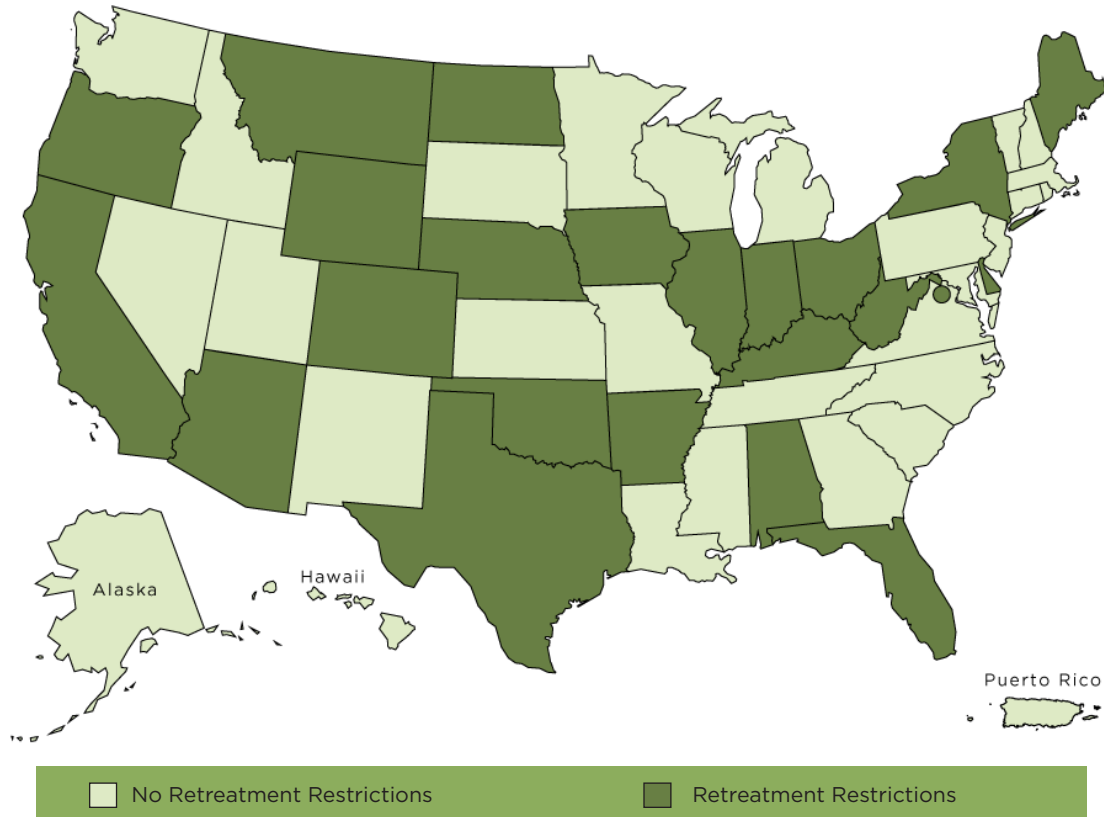 Alaska
Hawaii
Puerto Rico
No Retreatment Restrictions
Retreatment Restrictions